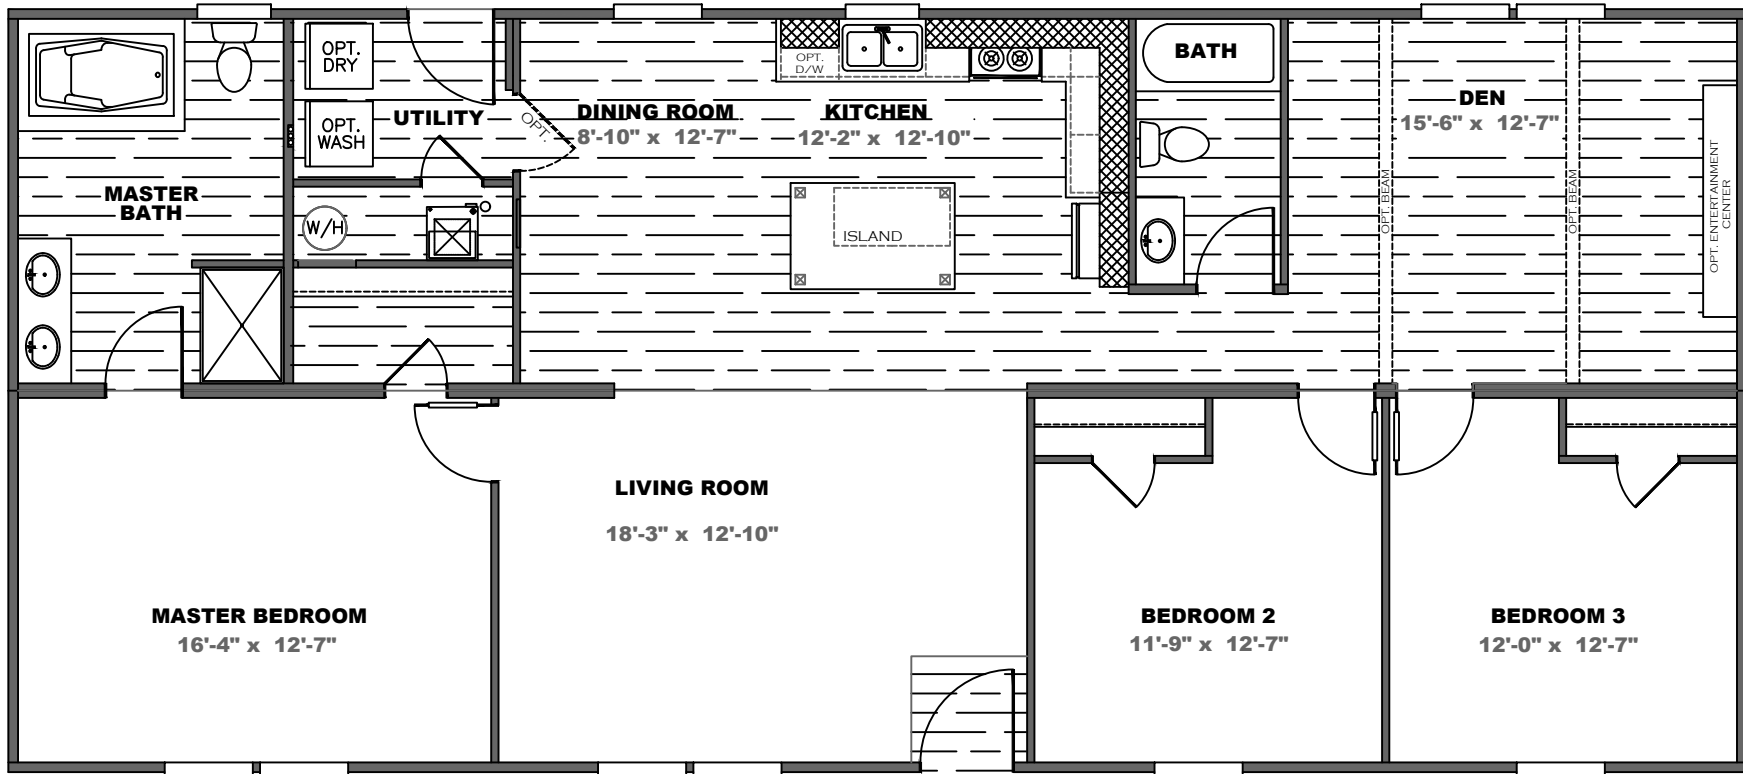 OPT.
DRY
OPT.
WASH
UTILITY
OPT.
DINING ROOM
8'-10" x 12'-7"
OPT.
D/W
KITCHEN
12'-2" x 12'-10"
BATH
DEN
15'-6" x 12'-7"
OPT. BEAM
OPT. BEAM
OPT. ENTERTAINMENT
CENTER
MASTER
BATH
W/H
ISLAND
LIVING ROOM
18'-3" x 12'-10"
MASTER BEDROOM
16'-4" x 12'-7"
BEDROOM 2
11'-9" x 12'-7"
BEDROOM 3
12'-0" x 12'-7"